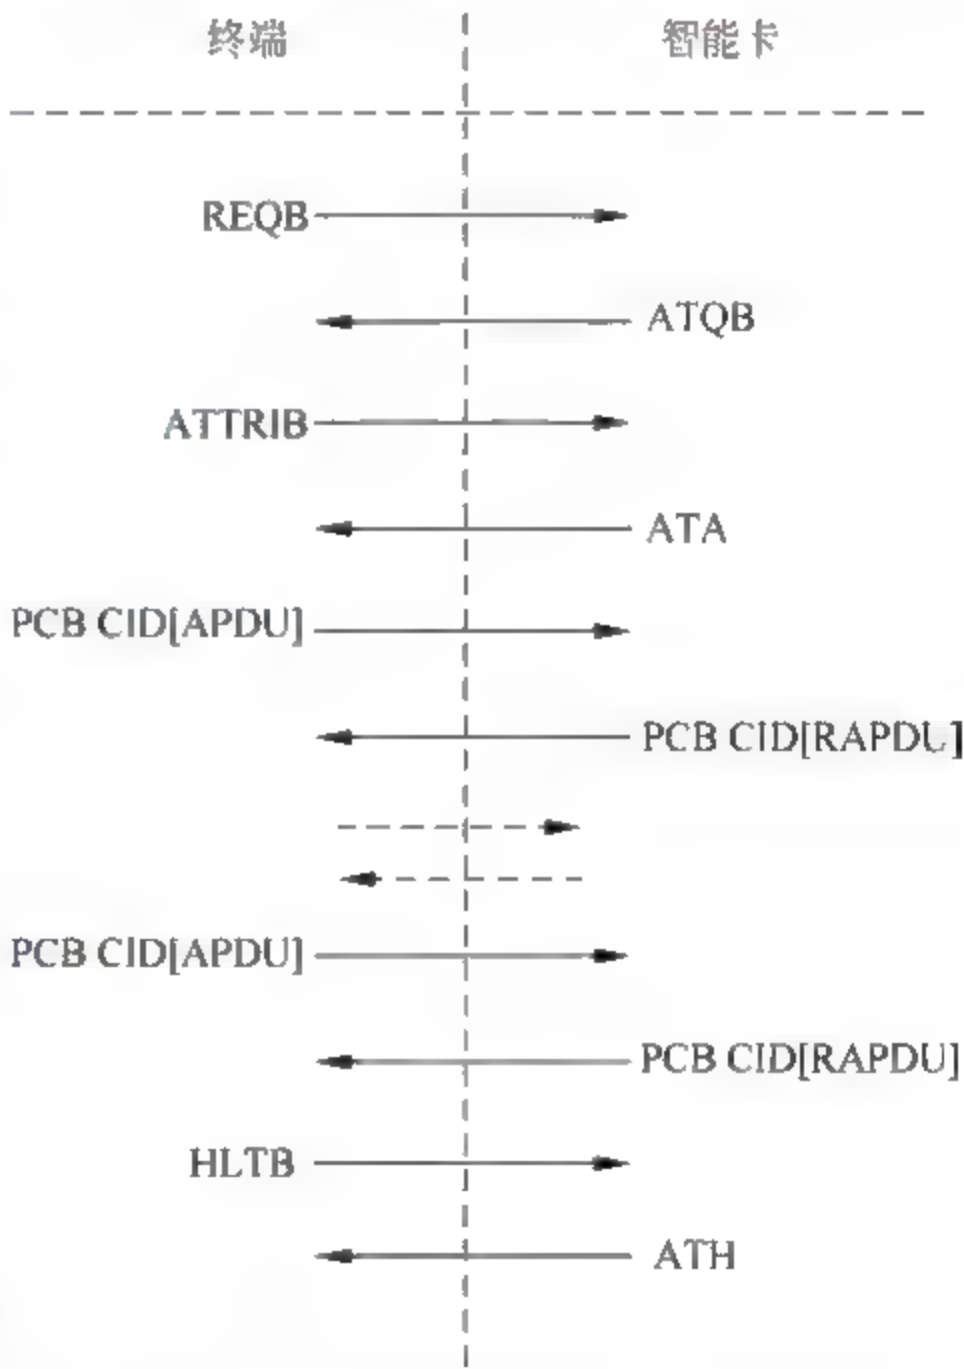 终端
智能卡
REQB
ATQB
ATTRIB
ATA
PCB CID[APDU]
PCB CID[RAPDU]
PCB CID[APDU]
PCB CID[RAPDU]
HLTB
ATH